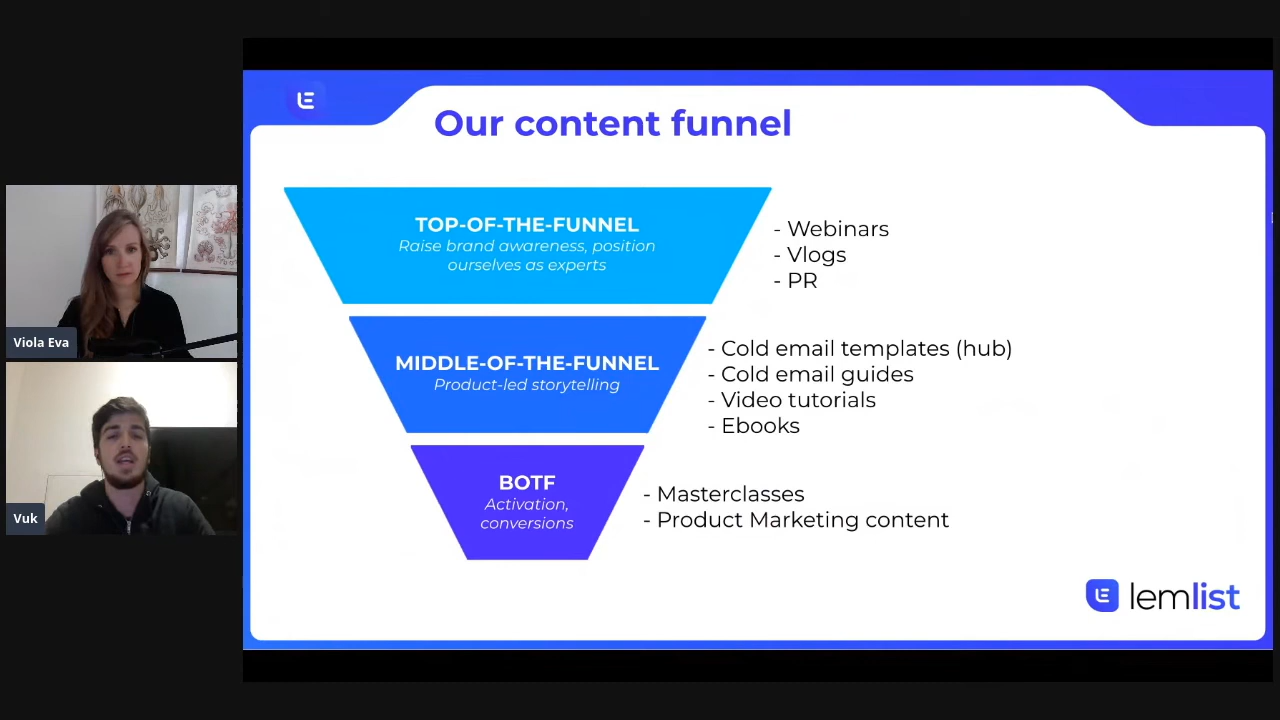 Our content funnel
TOP-OF-THE-FUNNEL
Raise brand awareness, position
ourselves as experts
- Webinars
- Vlogs
- PR
MIDDLE-OF-THE-FUNNEL
Product-led storytelling
- Cold email templates (hub)
- Cold email guides
- Video tutorials
- Ebooks
BOTF
Activation,
conversions
- Masterclasses
- Product Marketing content
lemlist
Viola Eva
Vuk